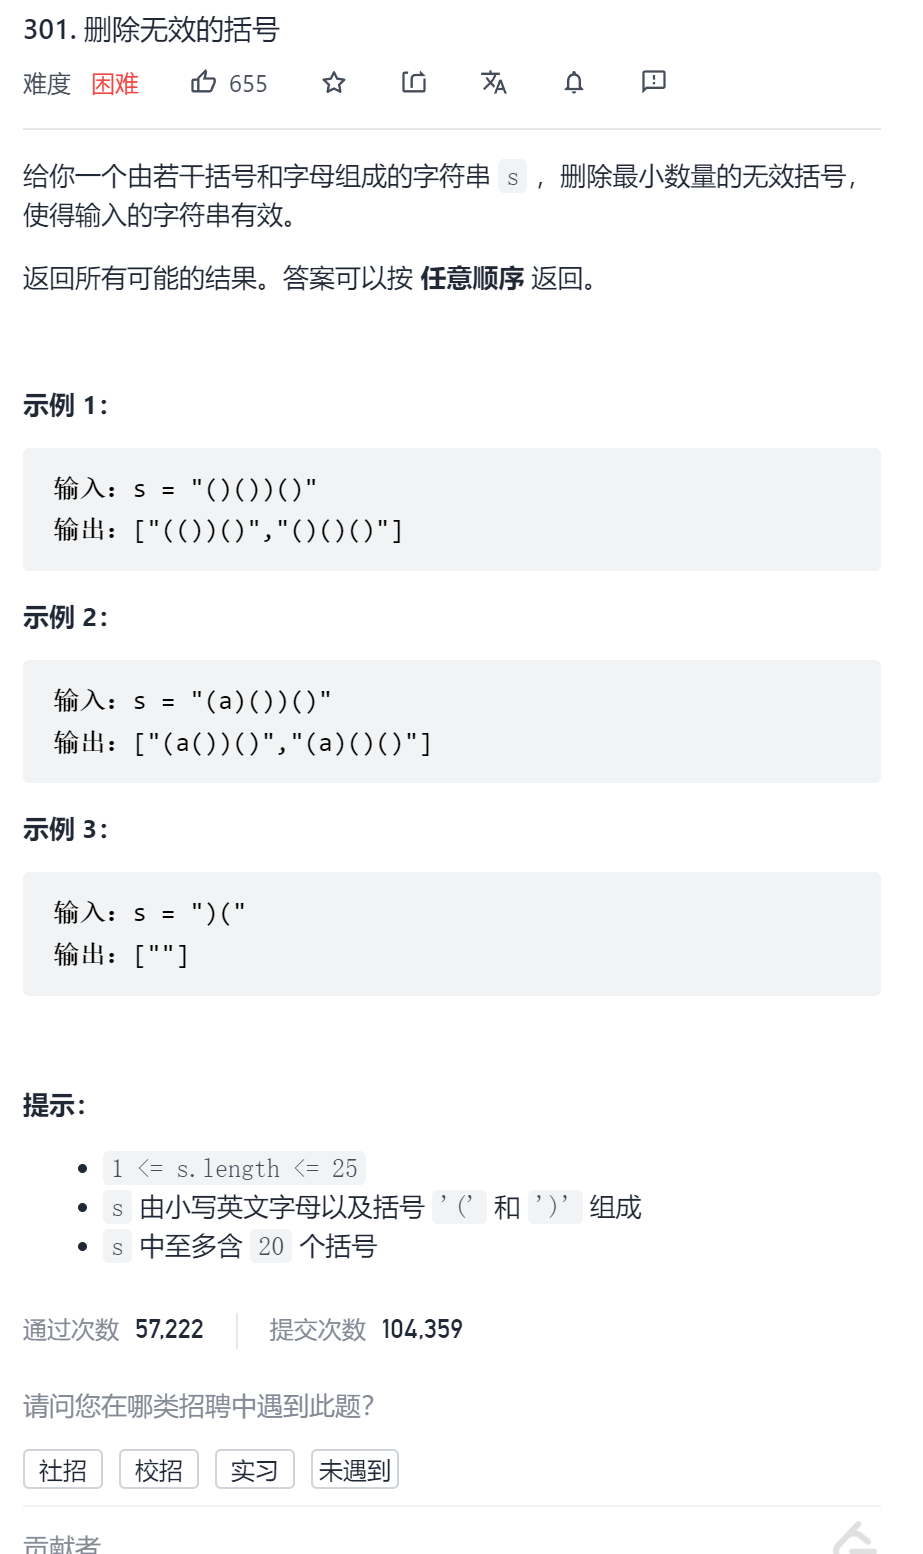 301. 删除无效的括号
难度 困难 655
给你一个由若干括号和字母组成的字符串 s ，删除最小数量的无效括号，
使得输入的字符串有效。
返回所有可能的结果。答案可以按 任意顺序 返回。
示例 1：
输入：s = "()())()"
输出：["(())()","()()()"]
示例 2：
输入：s = "(a)())()"
输出：["(a())()","(a)()()"]
示例 3：
输入：s = ")("
输出：[""]
提示：
1 <= s.length <= 25
s 由小写英文字母以及括号 '(' 和 ')' 组成
s 中至多含 20 个括号
通过次数 57,222 提交次数 104,359
请问您在哪类招聘中遇到此题？
社招 校招 实习 未遇到
贡献者